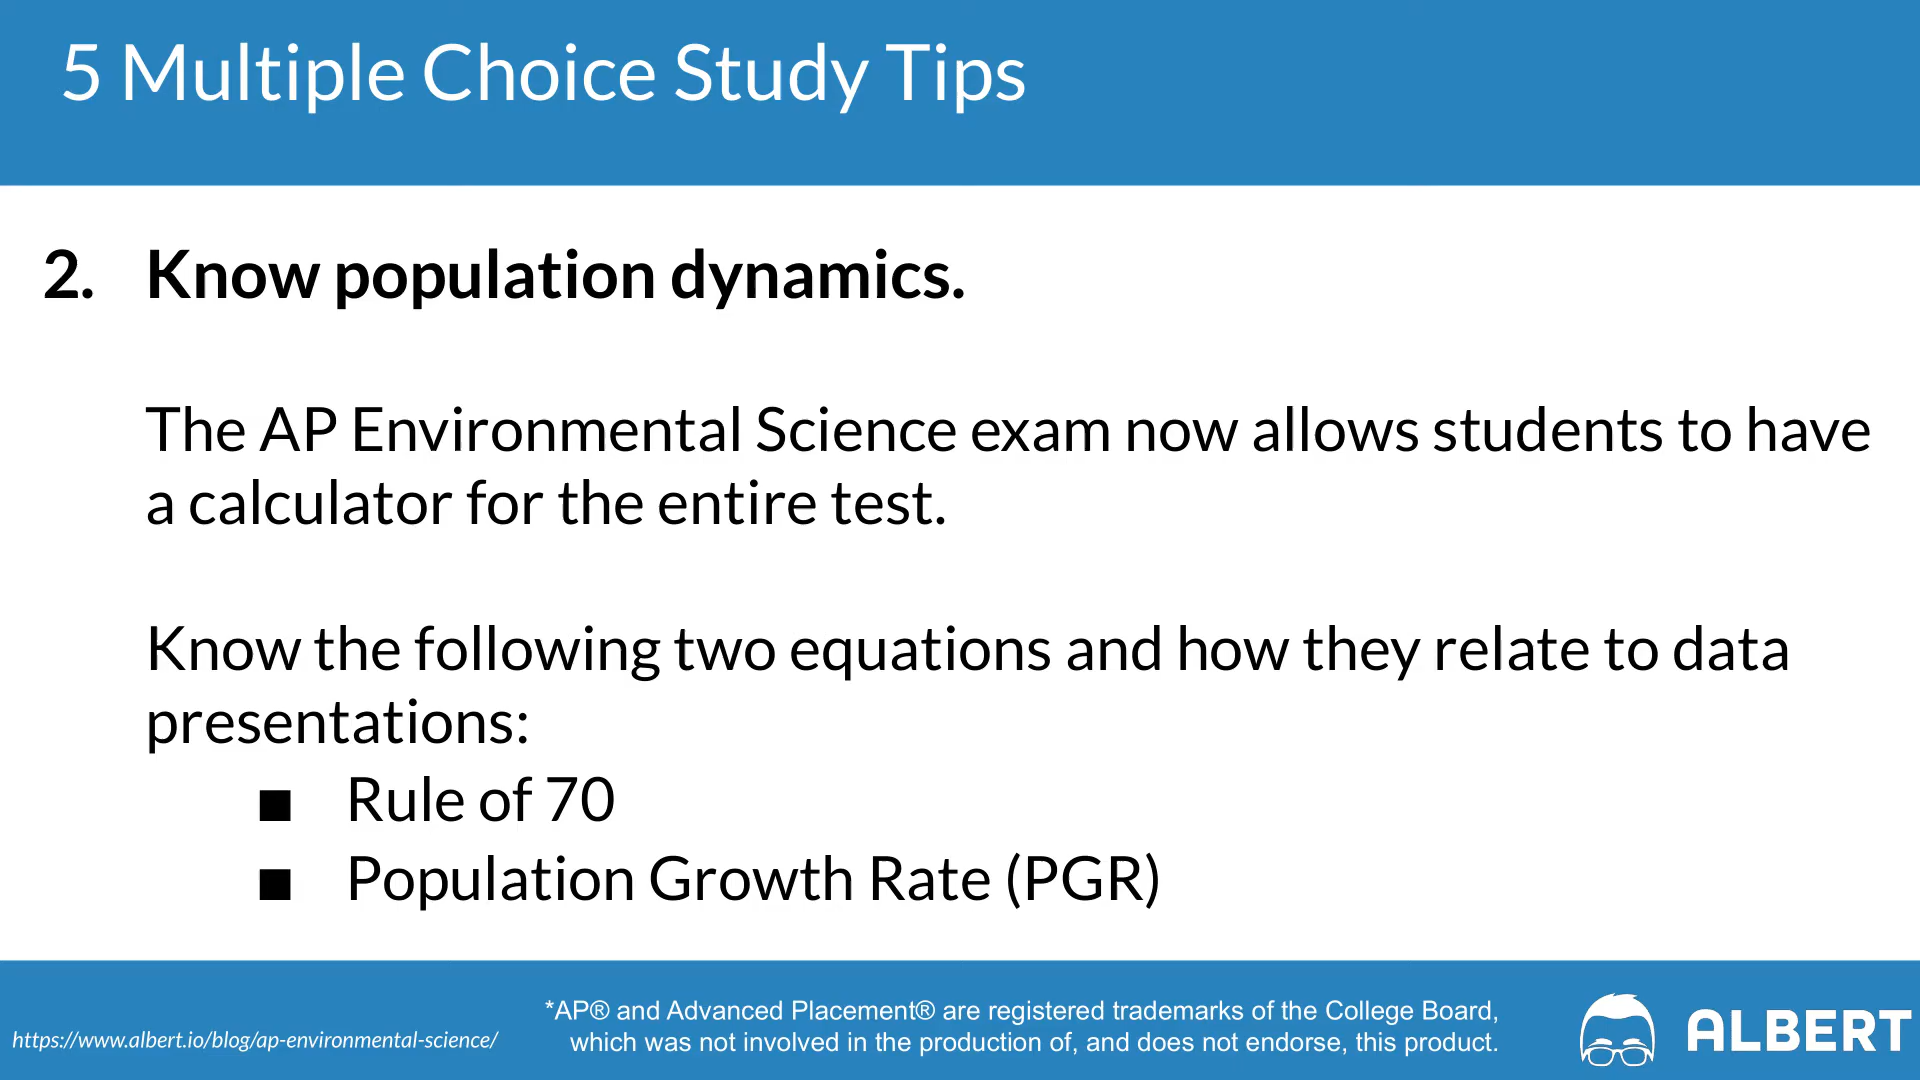 5 Multiple Choice Study Tips
2. Know population dynamics.
The AP Environmental Science exam now allows students to have
a calculator for the entire test.
Know the following two equations and how they relate to data
presentations:
■ Rule of 70
■ Population Growth Rate (PGR)
*AP® and Advanced Placement® are registered trademarks of the College Board,
which was not involved in the production of, and does not endorse, this product.
https://www.albert.io/blog/ap-environmental-science/
ALBERT